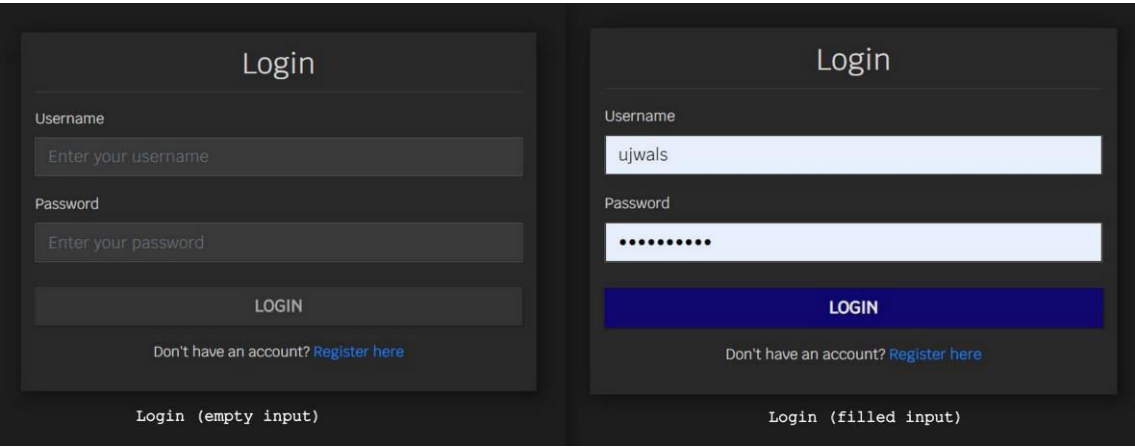 Login
Username
Enter your username
Password
Enter your password
LOGIN
Don't have an account? Register here
Login (empty input)
Login
Username
ujwals
Password
••••••••••
LOGIN
Don't have an account? Register here
Login (filled input)